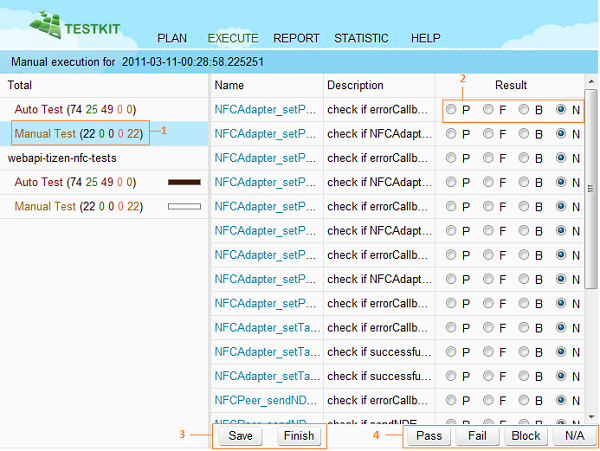 TESTKIT
PLAN EXECUTE REPORT STATISTIC HELP
Manual execution for 2011-03-11-00:28:58.225251
Total
Auto Test (74 25 49 0 0)
Manual Test (22 0 0 0 22)
1
webapi-tizen-nfc-tests
Auto Test (74 25 49 0 0)
Manual Test (22 0 0 0 22)
2
Name Description Result
NFCAdapter_setP... check if errorCallb... P F B N
NFCAdapter_setP... check if NFCAdapt... P F B N
NFCAdapter_setP... check if errorCallb... P F B N
NFCAdapter_setP... check if NFCAdapt... P F B N
NFCAdapter_setP... check if errorCallb... P F B N
NFCAdapter_setP... check if NFCAdapt... P F B N
NFCAdapter_setP... check if errorCallb... P F B N
NFCAdapter_setP... check if NFCAdapt... P F B N
NFCAdapter_setP... check if errorCallb... P F B N
NFCAdapter_setTa... check if errorCallb... P F B N
NFCAdapter_setTa... check if successfu... P F B N
NFCAdapter_setTa... check if successfu... P F B N
NFCPeer_sendND... check if errorCallb... P F B N
NFCPeer_sendND... check if sendNDEF... P F B N
3 Save Finish 4 Pass Fail Block N/A